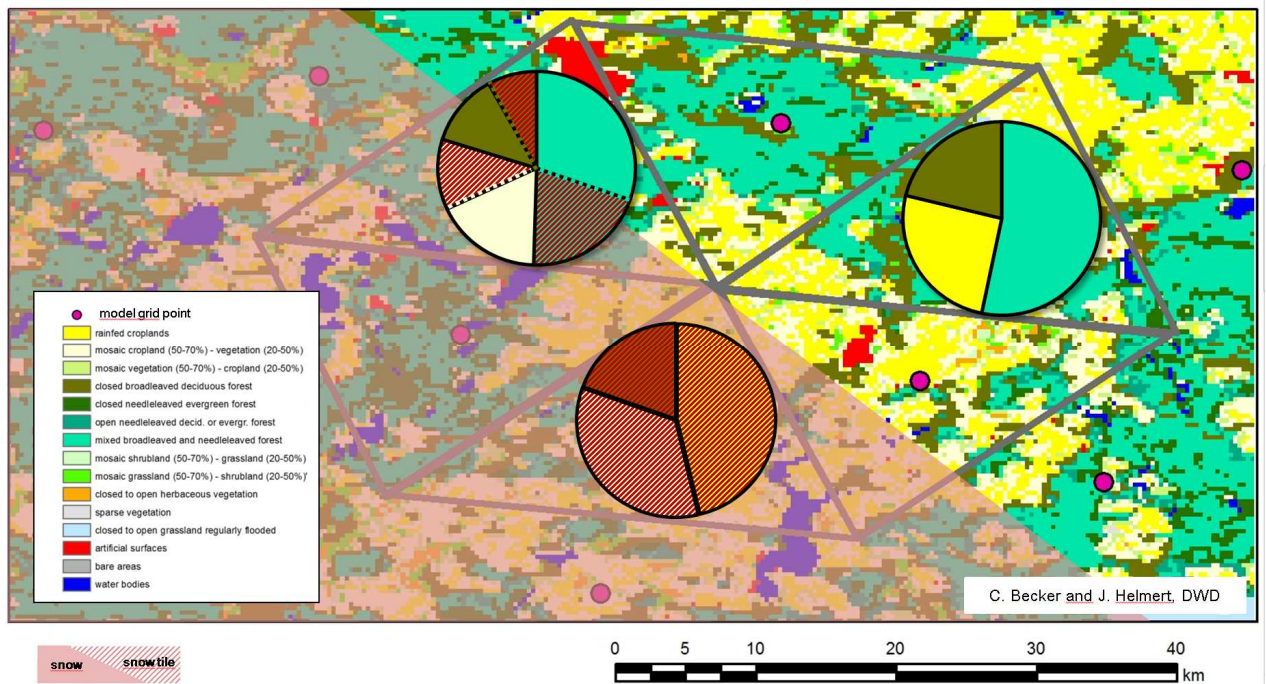 model grid point
rainfed croplands
mosaic cropland (50-70%) - vegetation (20-50%)
mosaic vegetation (50-70%) - cropland (20-50%)
closed broadleaved deciduous forest
closed needleleaved evergreen forest
open needleleaved decid. or evergr. forest
mixed broadleaved and needleleaved forest
mosaic shrubland (50-70%) - grassland (20-50%)
mosaic grassland (50-70%) - shrubland (20-50%)'
closed to open herbaceous vegetation
sparse vegetation
closed to open grassland regularly flooded
artificial surfaces
bare areas
water bodies
C. Becker and J. Helmert, DWD
snow snow tile
0 5 10 20 30 40
km